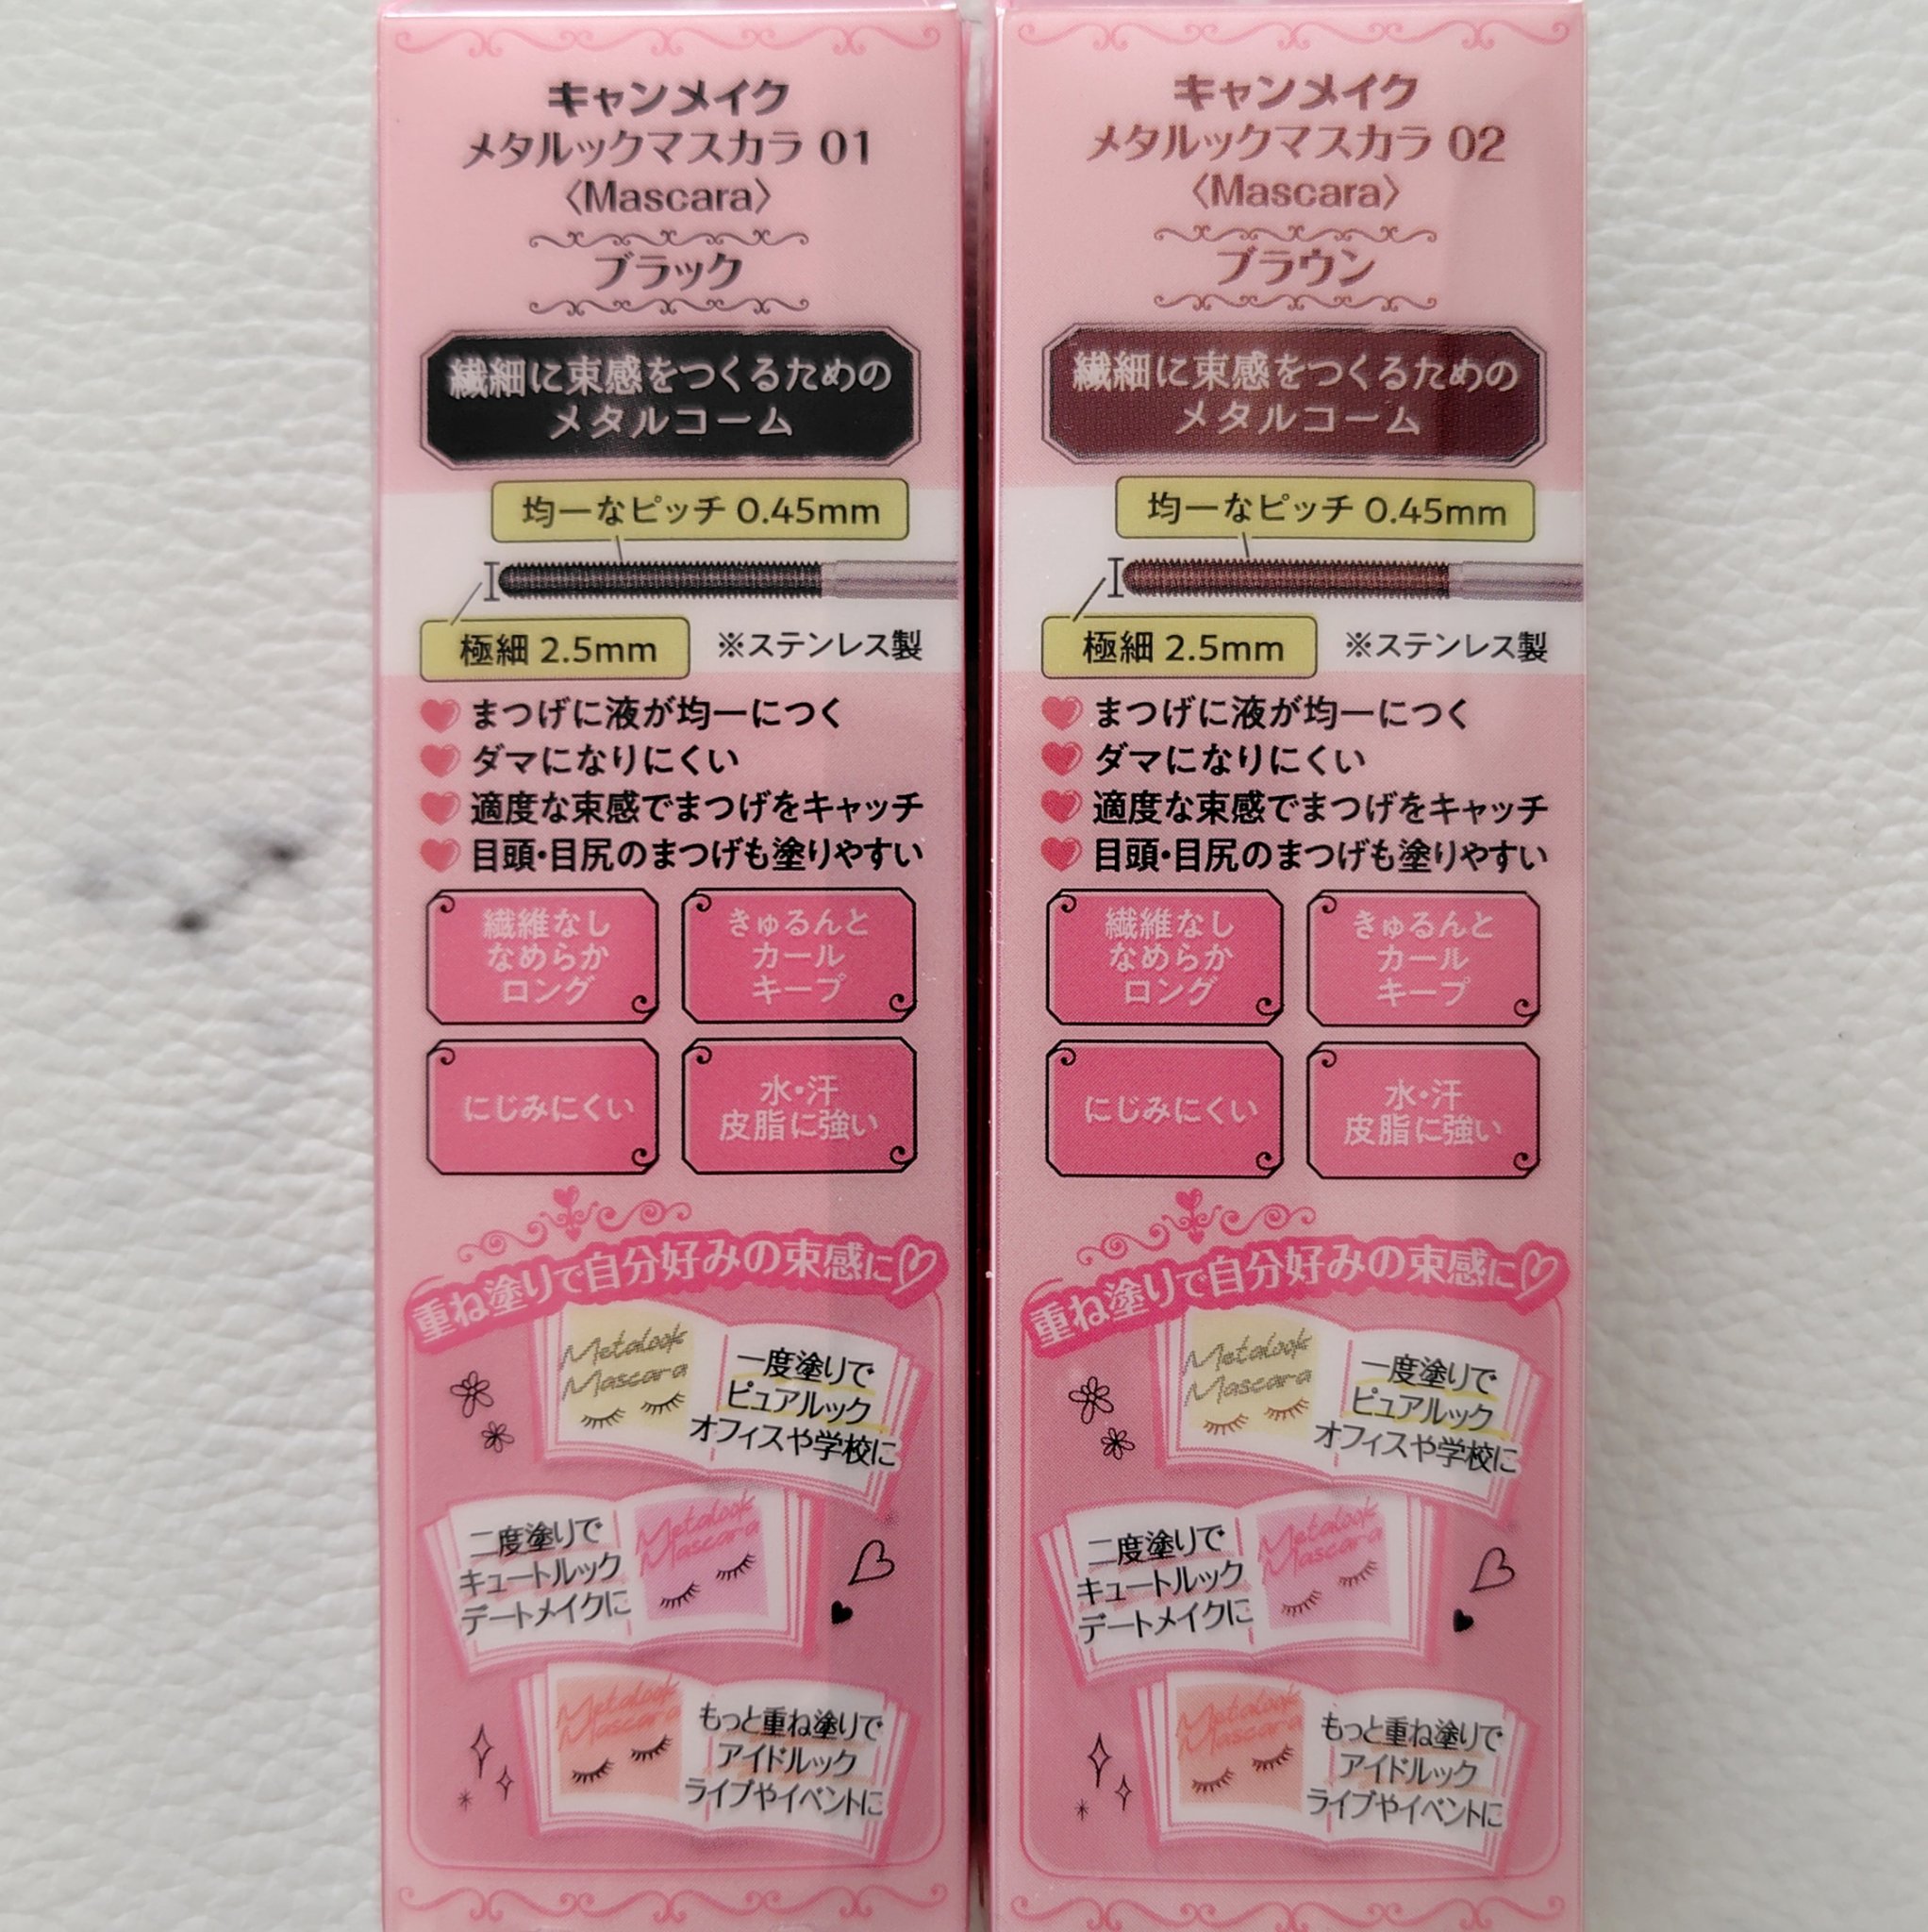 キャンメイク
メタルックマスカラ 01
〈Mascara〉
ブラック
繊細に束感をつくるための
メタルコーム
均一なピッチ 0.45mm
極細 2.5mm
※ステンレス製
まつげに液が均一につく
ダマになりにくい
適度な束感でまつげをキャッチ
目頭・目尻のまつげも塗りやすい
繊維なし
なめらか
ロング
きゅるんと
カール
キープ
にじみにくい
水・汗
皮脂に強い
重ね塗りで自分好みの束感に♡
Metalook
Mascara
一度塗りで
ピュアルック
オフィスや学校に
二度塗りで
キュートルック
デートメイクに
Metalook
Mascara
Metalook
Mascara
もっと重ね塗りで
アイドルック
ライブやイベントに
キャンメイク
メタルックマスカラ 02
〈Mascara〉
ブラウン
繊細に束感をつくるための
メタルコーム
均一なピッチ 0.45mm
極細 2.5mm
※ステンレス製
まつげに液が均一につく
ダマになりにくい
適度な束感でまつげをキャッチ
目頭・目尻のまつげも塗りやすい
繊維なし
なめらか
ロング
きゅるんと
カール
キープ
にじみにくい
水・汗
皮脂に強い
重ね塗りで自分好みの束感に♡
Metalook
Mascara
一度塗りで
ピュアルック
オフィスや学校に
二度塗りで
キュートルック
デートメイクに
Metalook
Mascara
Metalook
Mascara
もっと重ね塗りで
アイドルック
ライブやイベントに